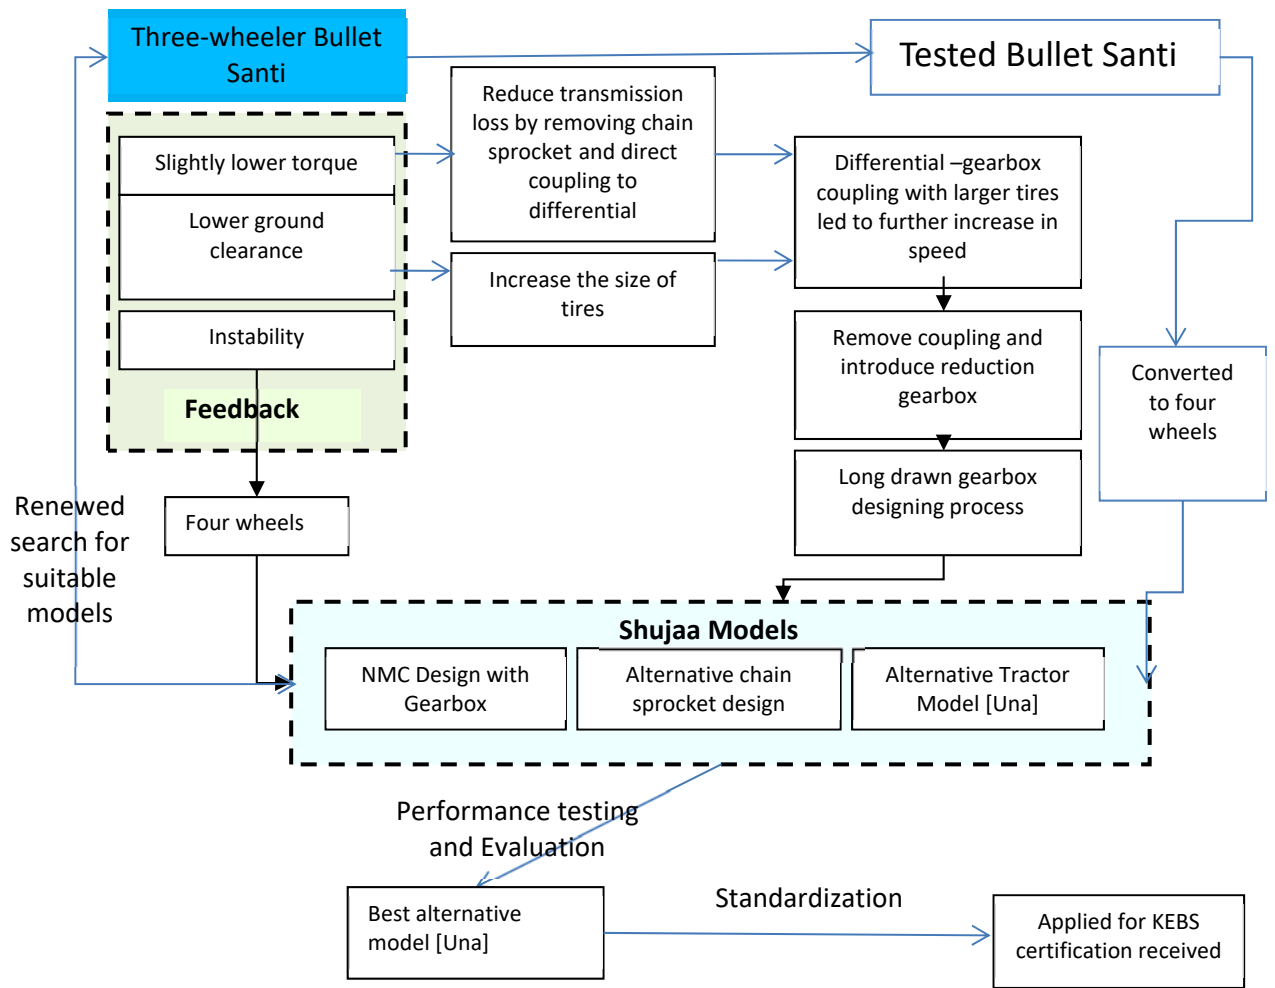 Three-wheeler Bullet
Santi
Tested Bullet Santi
Slightly lower torque
Lower ground
clearance
Instability
Feedback
Reduce transmission
loss by removing chain
sprocket and direct
coupling to
differential
Increase the size of
tires
Differential –gearbox
coupling with larger tires
led to further increase in
speed
Remove coupling and
introduce reduction
gearbox
Long drawn gearbox
designing process
Converted
to four
wheels
Four wheels
Renewed
search for
suitable
models
Shujaa Models
NMC Design with
Gearbox
Alternative chain
sprocket design
Alternative Tractor
Model [Una]
Performance testing
and Evaluation
Best alternative
model [Una]
Standardization
Applied for KEBS
certification received